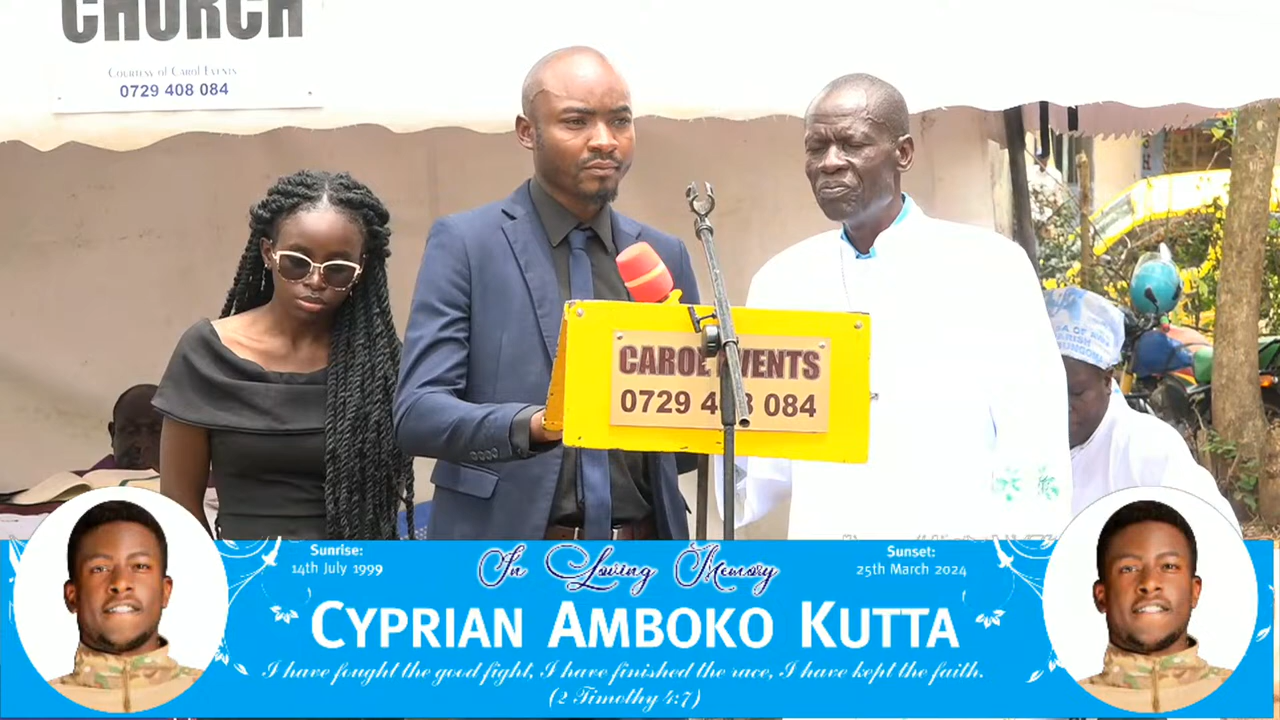 CHURCH
Courtesy of Carol Events
0729 408 084
CAROL EVENTS
0729 408 084
Sunrise:
14th July 1999
In Loving Memory
Sunset:
25th March 2024
Cyprian Amboko Kutta
I have fought the good fight, I have finished the race, I have kept the faith.
(2 Timothy 4:7)